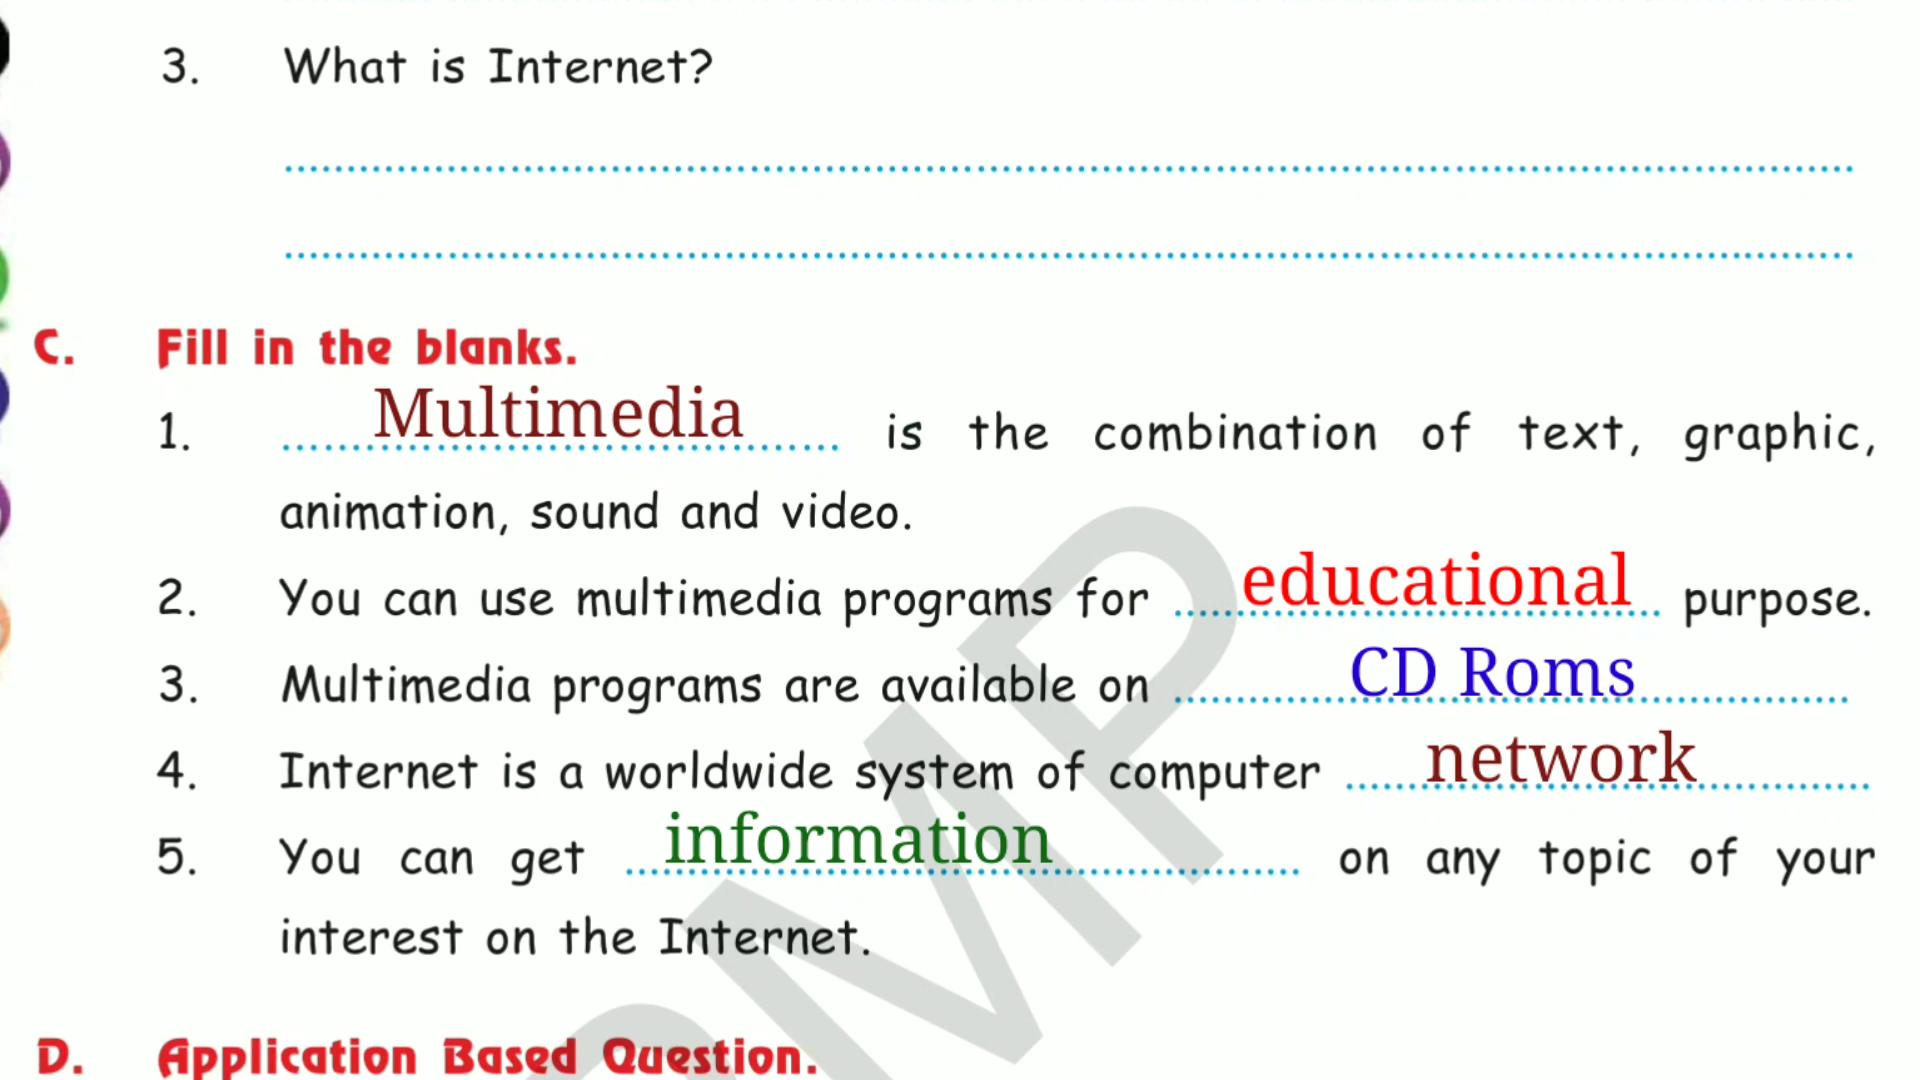 3. What is Internet?
C. Fill in the blanks.
1. Multimedia is the combination of text, graphic,
animation, sound and video.
2. You can use multimedia programs for educational purpose.
3. Multimedia programs are available on CD Roms
4. Internet is a worldwide system of computer network
5. You can get information on any topic of your
interest on the Internet.
D. Application Based Question.